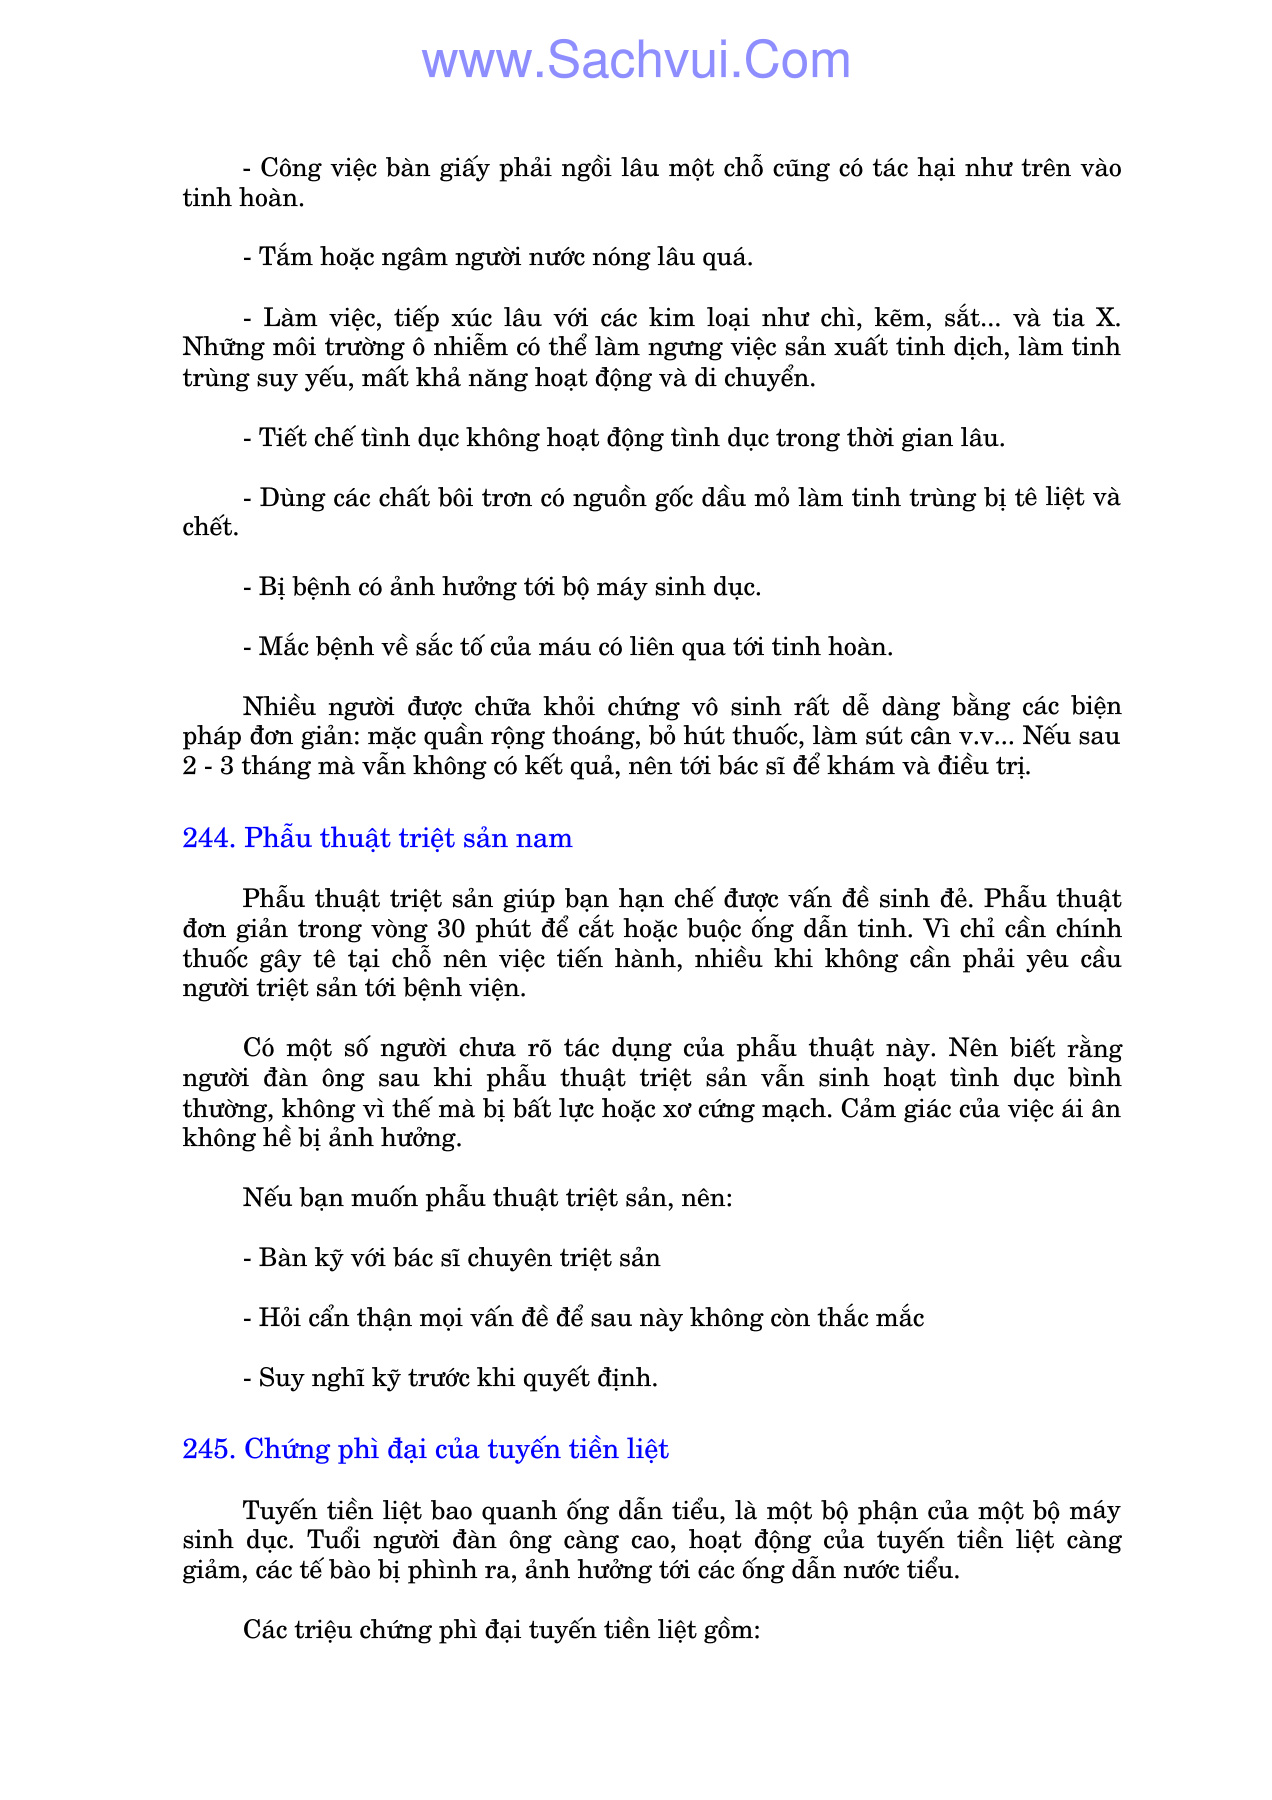 www.Sachvui.Com
- Công việc bàn giấy phải ngồi lâu một chỗ cũng có tác hại như trên vào
tinh hoàn.
- Tắm hoặc ngâm người nước nóng lâu quá.
- Làm việc, tiếp xúc lâu với các kim loại như chì, kẽm, sắt... và tia X.
Những môi trường ô nhiễm có thể làm ngưng việc sản xuất tinh dịch, làm tinh
trùng suy yếu, mất khả năng hoạt động và di chuyển.
- Tiết chế tình dục không hoạt động tình dục trong thời gian lâu.
- Dùng các chất bôi trơn có nguồn gốc dầu mỏ làm tinh trùng bị tê liệt và
chết.
- Bị bệnh có ảnh hưởng tới bộ máy sinh dục.
- Mắc bệnh về sắc tố của máu có liên qua tới tinh hoàn.
Nhiều người được chữa khỏi chứng vô sinh rất dễ dàng bằng các biện
pháp đơn giản: mặc quần rộng thoáng, bỏ hút thuốc, làm sút cân v.v... Nếu sau
2 - 3 tháng mà vẫn không có kết quả, nên tới bác sĩ để khám và điều trị.
244. Phẫu thuật triệt sản nam
Phẫu thuật triệt sản giúp bạn hạn chế được vấn đề sinh đẻ. Phẫu thuật
đơn giản trong vòng 30 phút để cắt hoặc buộc ống dẫn tinh. Vì chỉ cần chính
thuốc gây tê tại chỗ nên việc tiến hành, nhiều khi không cần phải yêu cầu
người triệt sản tới bệnh viện.
Có một số người chưa rõ tác dụng của phẫu thuật này. Nên biết rằng
người đàn ông sau khi phẫu thuật triệt sản vẫn sinh hoạt tình dục bình
thường, không vì thế mà bị bất lực hoặc xơ cứng mạch. Cảm giác của việc ái ân
không hề bị ảnh hưởng.
Nếu bạn muốn phẫu thuật triệt sản, nên:
- Bàn kỹ với bác sĩ chuyên triệt sản
- Hỏi cẩn thận mọi vấn đề để sau này không còn thắc mắc
- Suy nghĩ kỹ trước khi quyết định.
245. Chứng phì đại của tuyến tiền liệt
Tuyến tiền liệt bao quanh ống dẫn tiểu, là một bộ phận của một bộ máy
sinh dục. Tuổi người đàn ông càng cao, hoạt động của tuyến tiền liệt càng
giảm, các tế bào bị phình ra, ảnh hưởng tới các ống dẫn nước tiểu.
Các triệu chứng phì đại tuyến tiền liệt gồm: